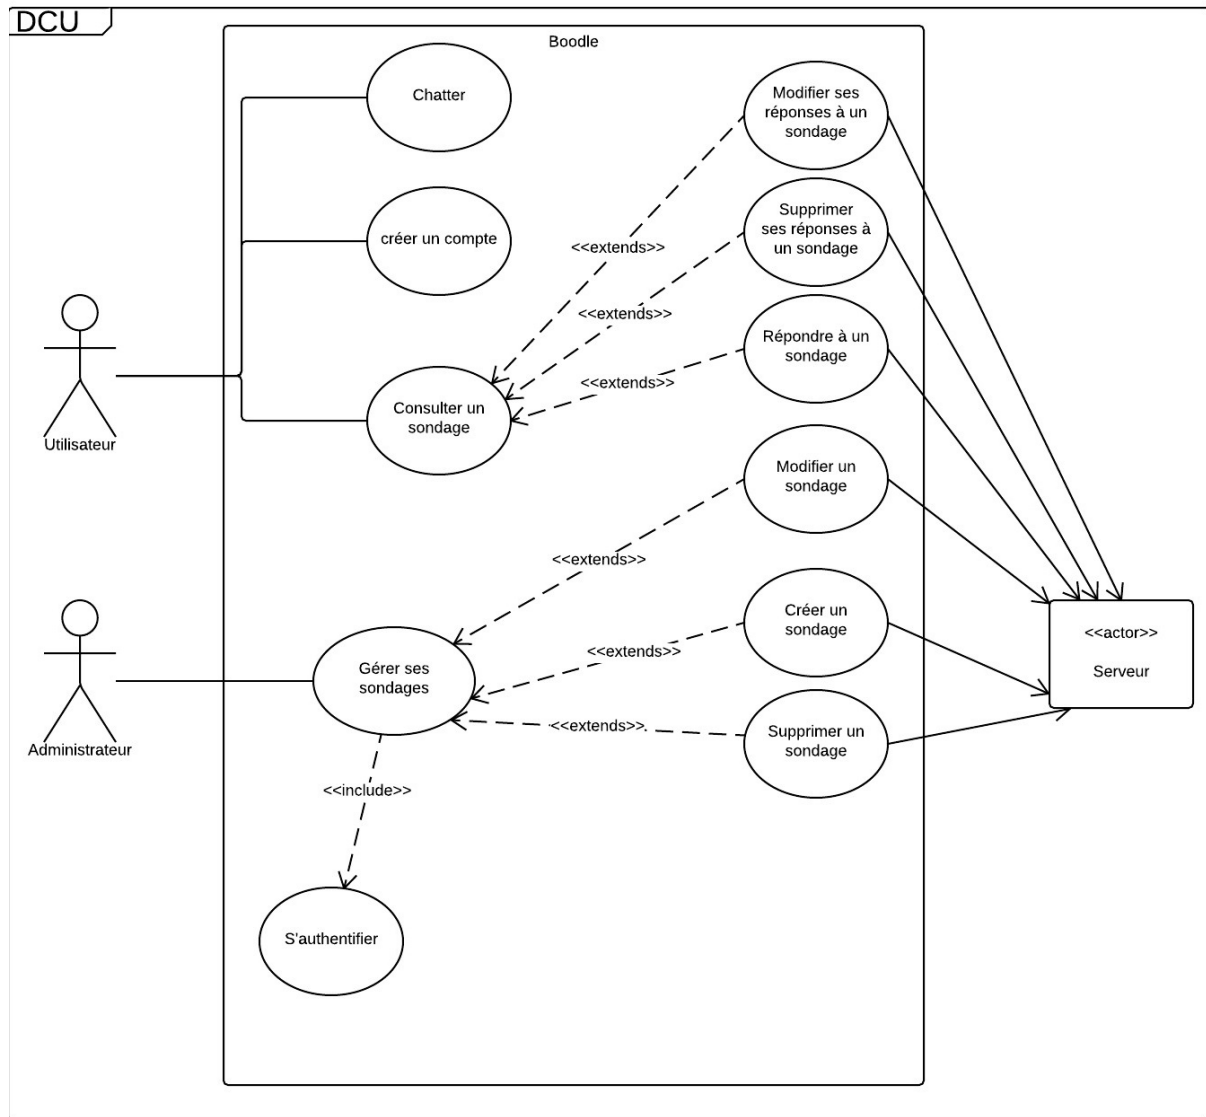 DCU
Boodle
Chatter
Modifier ses
réponses à un
sondage
Supprimer
ses réponses à
un sondage
créer un compte
<<extends>>
<<extends>>
Répondre à un
sondage
<<extends>>
Consulter un
sondage
Utilisateur
Modifier un
sondage
<<extends>>
Créer un
sondage
<<actor>>
Serveur
<<extends>>
Gérer ses
sondages
<<extends>>
Supprimer un
sondage
Administrateur
<<include>>
S'authentifier